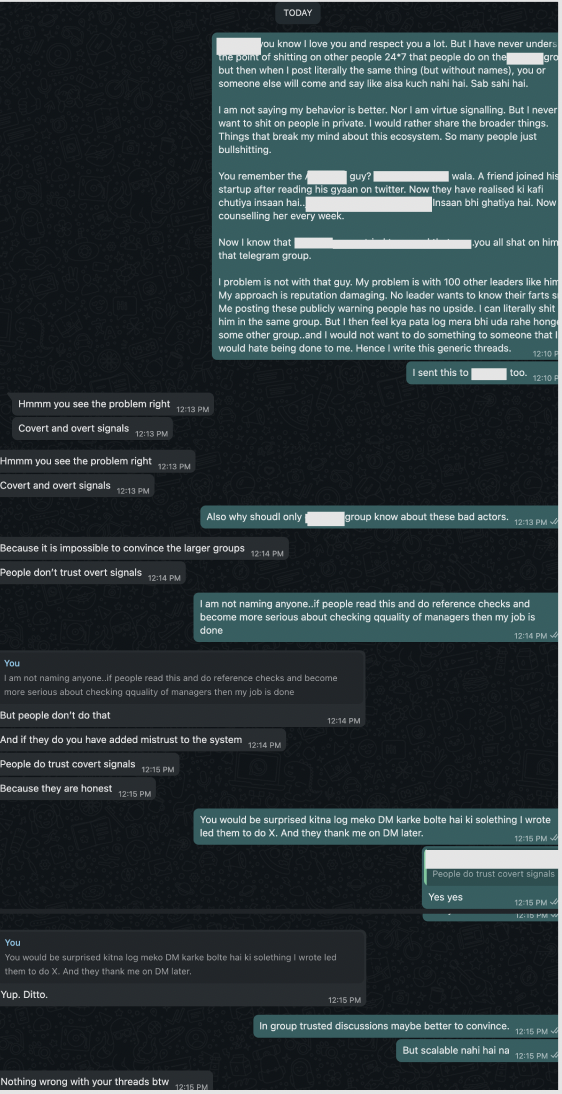 TODAY
you know I love you and respect you a lot. But I have never unders
the point of shitting on other people 24*7 that people do on the gro
but then when I post literally the same thing (but without names), you or
someone else will come and say like aisa kuch nahi hai. Sab sahi hai.
I am not saying my behavior is better. Nor I am virtue signalling. But I never
want to shit on people in private. I would rather share the broader things.
Things that break my mind about this ecosystem. So many people just
bullshitting.
You remember the guy? wala. A friend joined his
startup after reading his gyaan on twitter. Now they have realised ki kafi
chutiya insaan hai.. Insaan bhi ghatiya hai. Now
counselling her every week.
Now I know that .you all shat on him
that telegram group.
I problem is not with that guy. My problem is with 100 other leaders like him
My approach is reputation damaging. No leader wants to know their farts s
Me posting these publicly warning people has no upside. I can literally shit
him in the same group. But I then feel kya pata log mera bhi uda rahe honge
some other group..and I would not want to do something to someone that I
would hate being done to me. Hence I write this generic threads.
12:10 P
I sent this to too. 12:10 P
Hmmm you see the problem right 12:13 PM
Covert and overt signals 12:13 PM
Hmmm you see the problem right 12:13 PM
Covert and overt signals 12:13 PM
Also why shoudl only group know about these bad actors. 12:13 PM
Because it is impossible to convince the larger groups 12:14 PM
People don't trust overt signals 12:14 PM
I am not naming anyone..if people read this and do reference checks and
become more serious about checking qquality of managers then my job is
done
12:14 PM
You
I am not naming anyone..if people read this and do reference checks and become
more serious about checking qquality of managers then my job is done
But people don't do that
12:14 PM
And if they do you have added mistrust to the system 12:14 PM
People do trust covert signals 12:15 PM
Because they are honest 12:15 PM
You would be surprised kitna log meko DM karke bolte hai ki solething I wrote
led them to do X. And they thank me on DM later.
12:15 PM
People do trust covert signals
Yes yes
12:15 PM
12:15 PM
You
You would be surprised kitna log meko DM karke bolte hai ki solething I wrote led
them to do X. And they thank me on DM later.
Yup. Ditto.
12:15 PM
In group trusted discussions maybe better to convince. 12:15 PM
But scalable nahi hai na 12:15 PM
Nothing wrong with your threads btw 12:15 PM